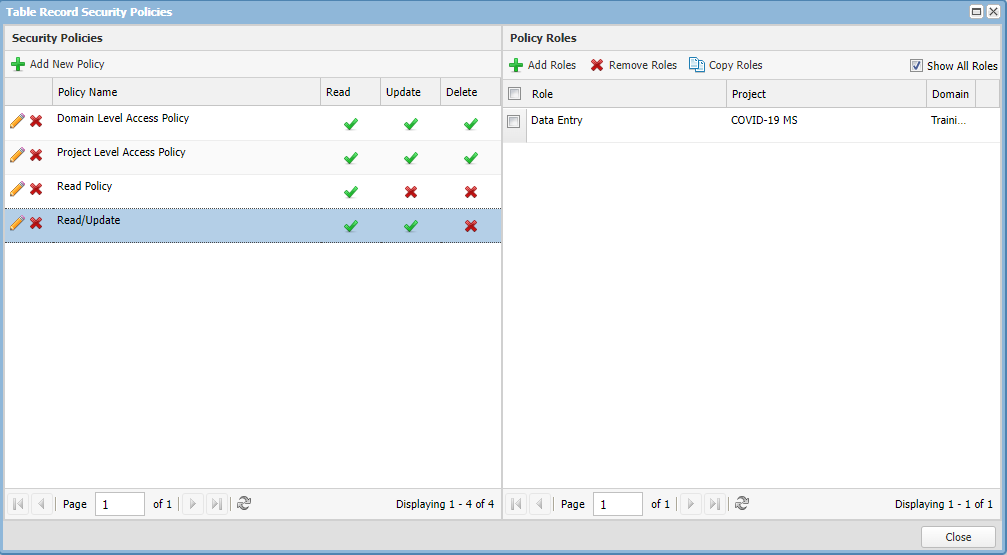 Table Record Security Policies
Security Policies
Add New Policy
Policy Name Read Update Delete
Domain Level Access Policy
Project Level Access Policy
Read Policy
Read/Update
Page 1 of 1 Displaying 1 - 4 of 4
Policy Roles
Add Roles Remove Roles Copy Roles Show All Roles
Role Project Domain
Data Entry COVID-19 MS Traini...
Page 1 of 1 Displaying 1 - 1 of 1
Close